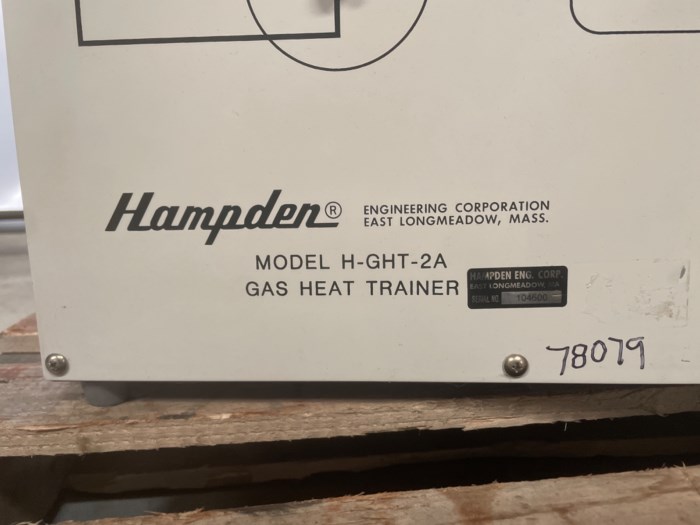 Hampden® ENGINEERING CORPORATION
EAST LONGMEADOW, MASS.
MODEL H-GHT-2A
GAS HEAT TRAINER
HAMPDEN ENG. CORP.
EAST LONGMEADOW, MA.
SERIAL NO 104500
78079